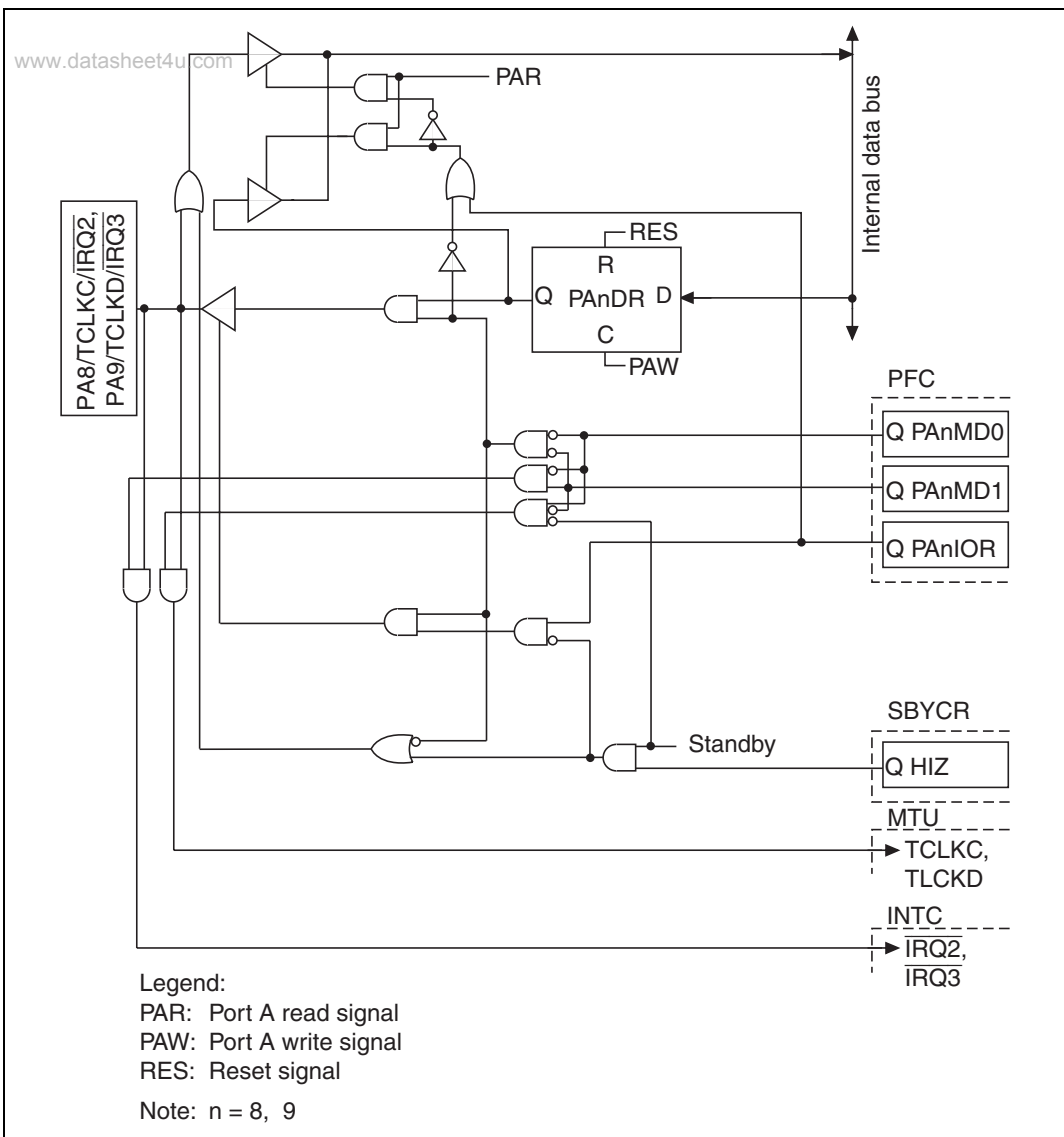 www.datasheet4u.com
PAR
Internal data bus
PA8/TCLKC/IRQ2,
PA9/TCLKD/IRQ3
RES
R
Q PAnDR D
C
PAW
PFC
Q PAnMD0
Q PAnMD1
Q PAnIOR
SBYCR
Standby
Q HIZ
MTU
TCLKC,
TLCKD
INTC
IRQ2,
IRQ3
Legend:
PAR: Port A read signal
PAW: Port A write signal
RES: Reset signal
Note: n = 8, 9